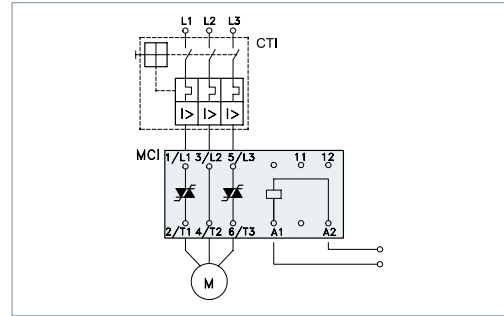 L1 L2 L3
CTI
I> I> I>
MCI 1/L1 3/L2 5/L3 11 12
2/T1 4/T2 6/T3 A1 A2
M